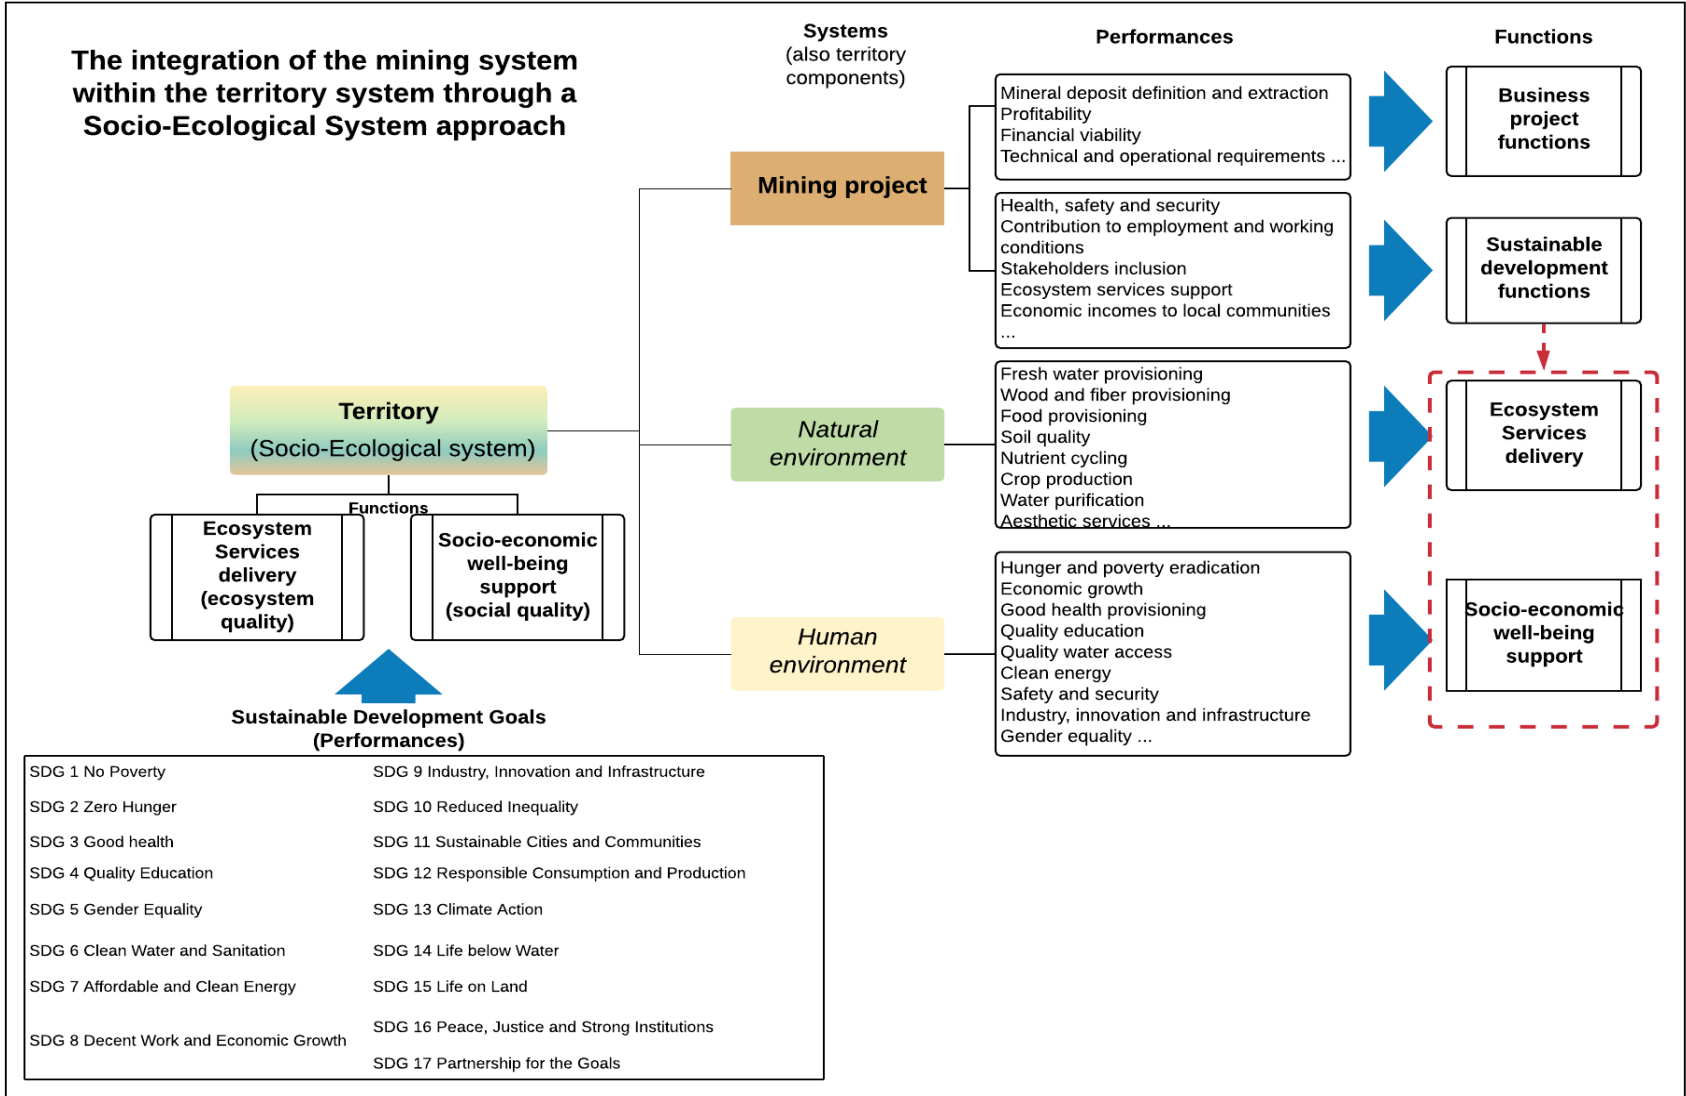 The integration of the mining system
within the territory system through a
Socio-Ecological System approach
Systems
(also territory
components)
Performances
Functions
Mining project
Mineral deposit definition and extraction
Profitability
Financial viability
Technical and operational requirements ...
Business
project
functions
Health, safety and security
Contribution to employment and working
conditions
Stakeholders inclusion
Ecosystem services support
Economic incomes to local communities
...
Sustainable
development
functions
Territory
(Socio-Ecological system)
Functions
Ecosystem
Services
delivery
(ecosystem
quality)
Socio-economic
well-being
support
(social quality)
Natural
environment
Fresh water provisioning
Wood and fiber provisioning
Food provisioning
Soil quality
Nutrient cycling
Crop production
Water purification
Aesthetic services ...
Ecosystem
Services
delivery
Human
environment
Hunger and poverty eradication
Economic growth
Good health provisioning
Quality education
Quality water access
Clean energy
Safety and security
Industry, innovation and infrastructure
Gender equality ...
Socio-economic
well-being
support
Sustainable Development Goals
(Performances)
SDG 1 No Poverty
SDG 2 Zero Hunger
SDG 3 Good health
SDG 4 Quality Education
SDG 5 Gender Equality
SDG 6 Clean Water and Sanitation
SDG 7 Affordable and Clean Energy
SDG 8 Decent Work and Economic Growth
SDG 9 Industry, Innovation and Infrastructure
SDG 10 Reduced Inequality
SDG 11 Sustainable Cities and Communities
SDG 12 Responsible Consumption and Production
SDG 13 Climate Action
SDG 14 Life below Water
SDG 15 Life on Land
SDG 16 Peace, Justice and Strong Institutions
SDG 17 Partnership for the Goals